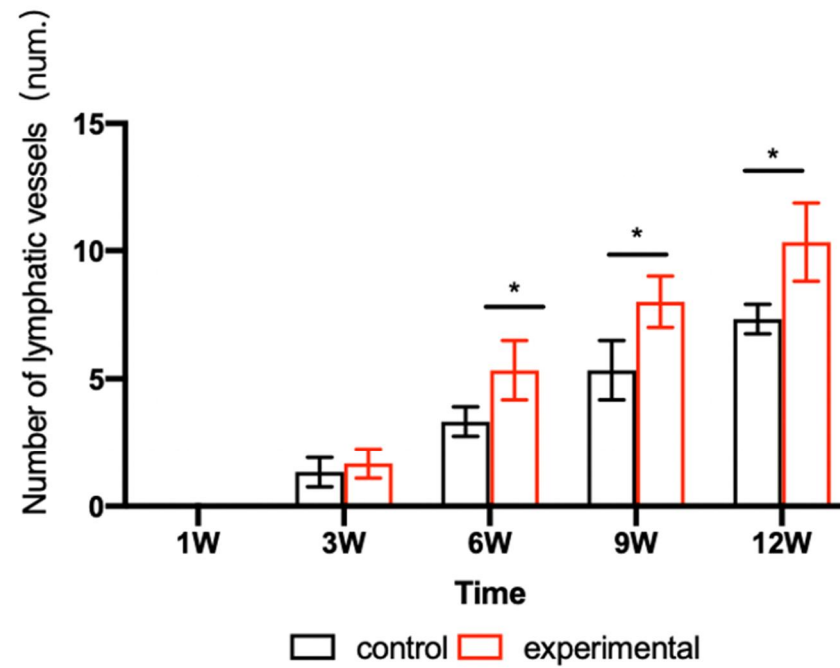 Number of lymphatic vessels (num.)
15
10
5
0
*
*
*
1W 3W 6W 9W 12W
Time
control experimental